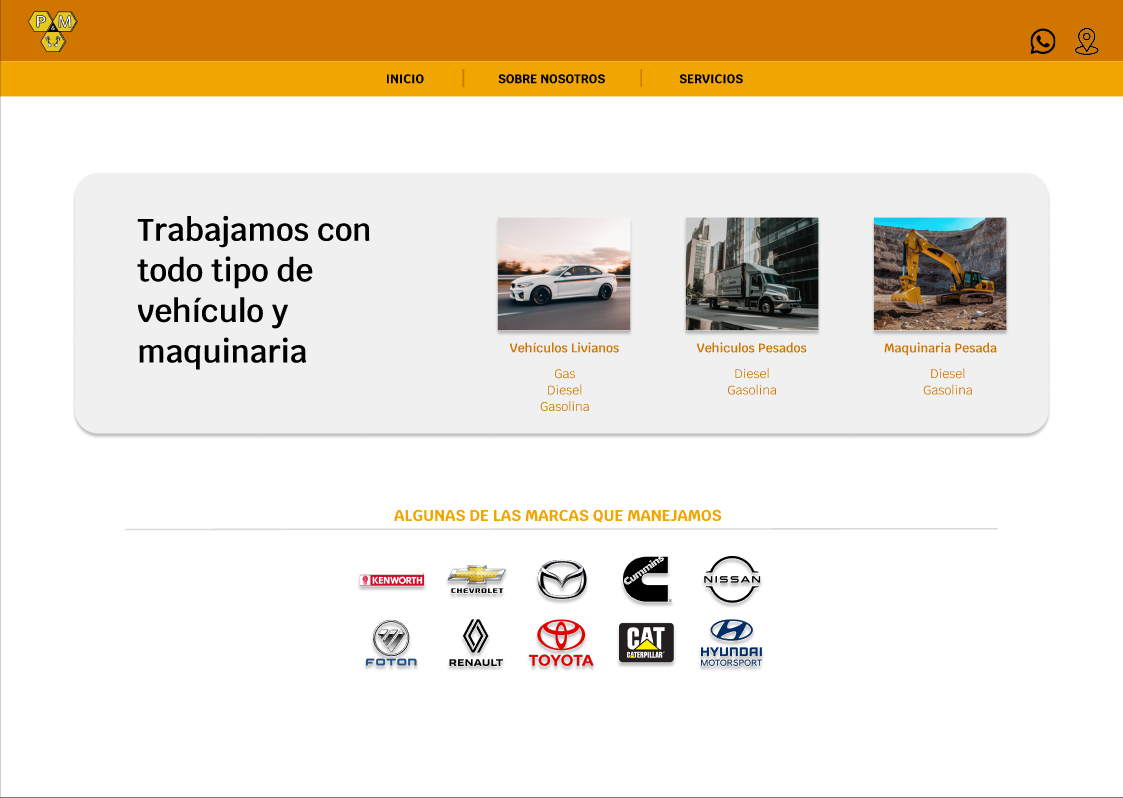 P & M
INICIO
SOBRE NOSOTROS
SERVICIOS
Trabajamos con
todo tipo de
vehículo y
maquinaria
Vehículos Livianos
Gas
Diesel
Gasolina
Vehiculos Pesados
Diesel
Gasolina
Maquinaria Pesada
Diesel
Gasolina
ALGUNAS DE LAS MARCAS QUE MANEJAMOS
KENWORTH
CHEVROLET
Cummins
NISSAN
FOTON
RENAULT
TOYOTA
CAT
CATERPILLAR
HYUNDAI
MOTORSPORT